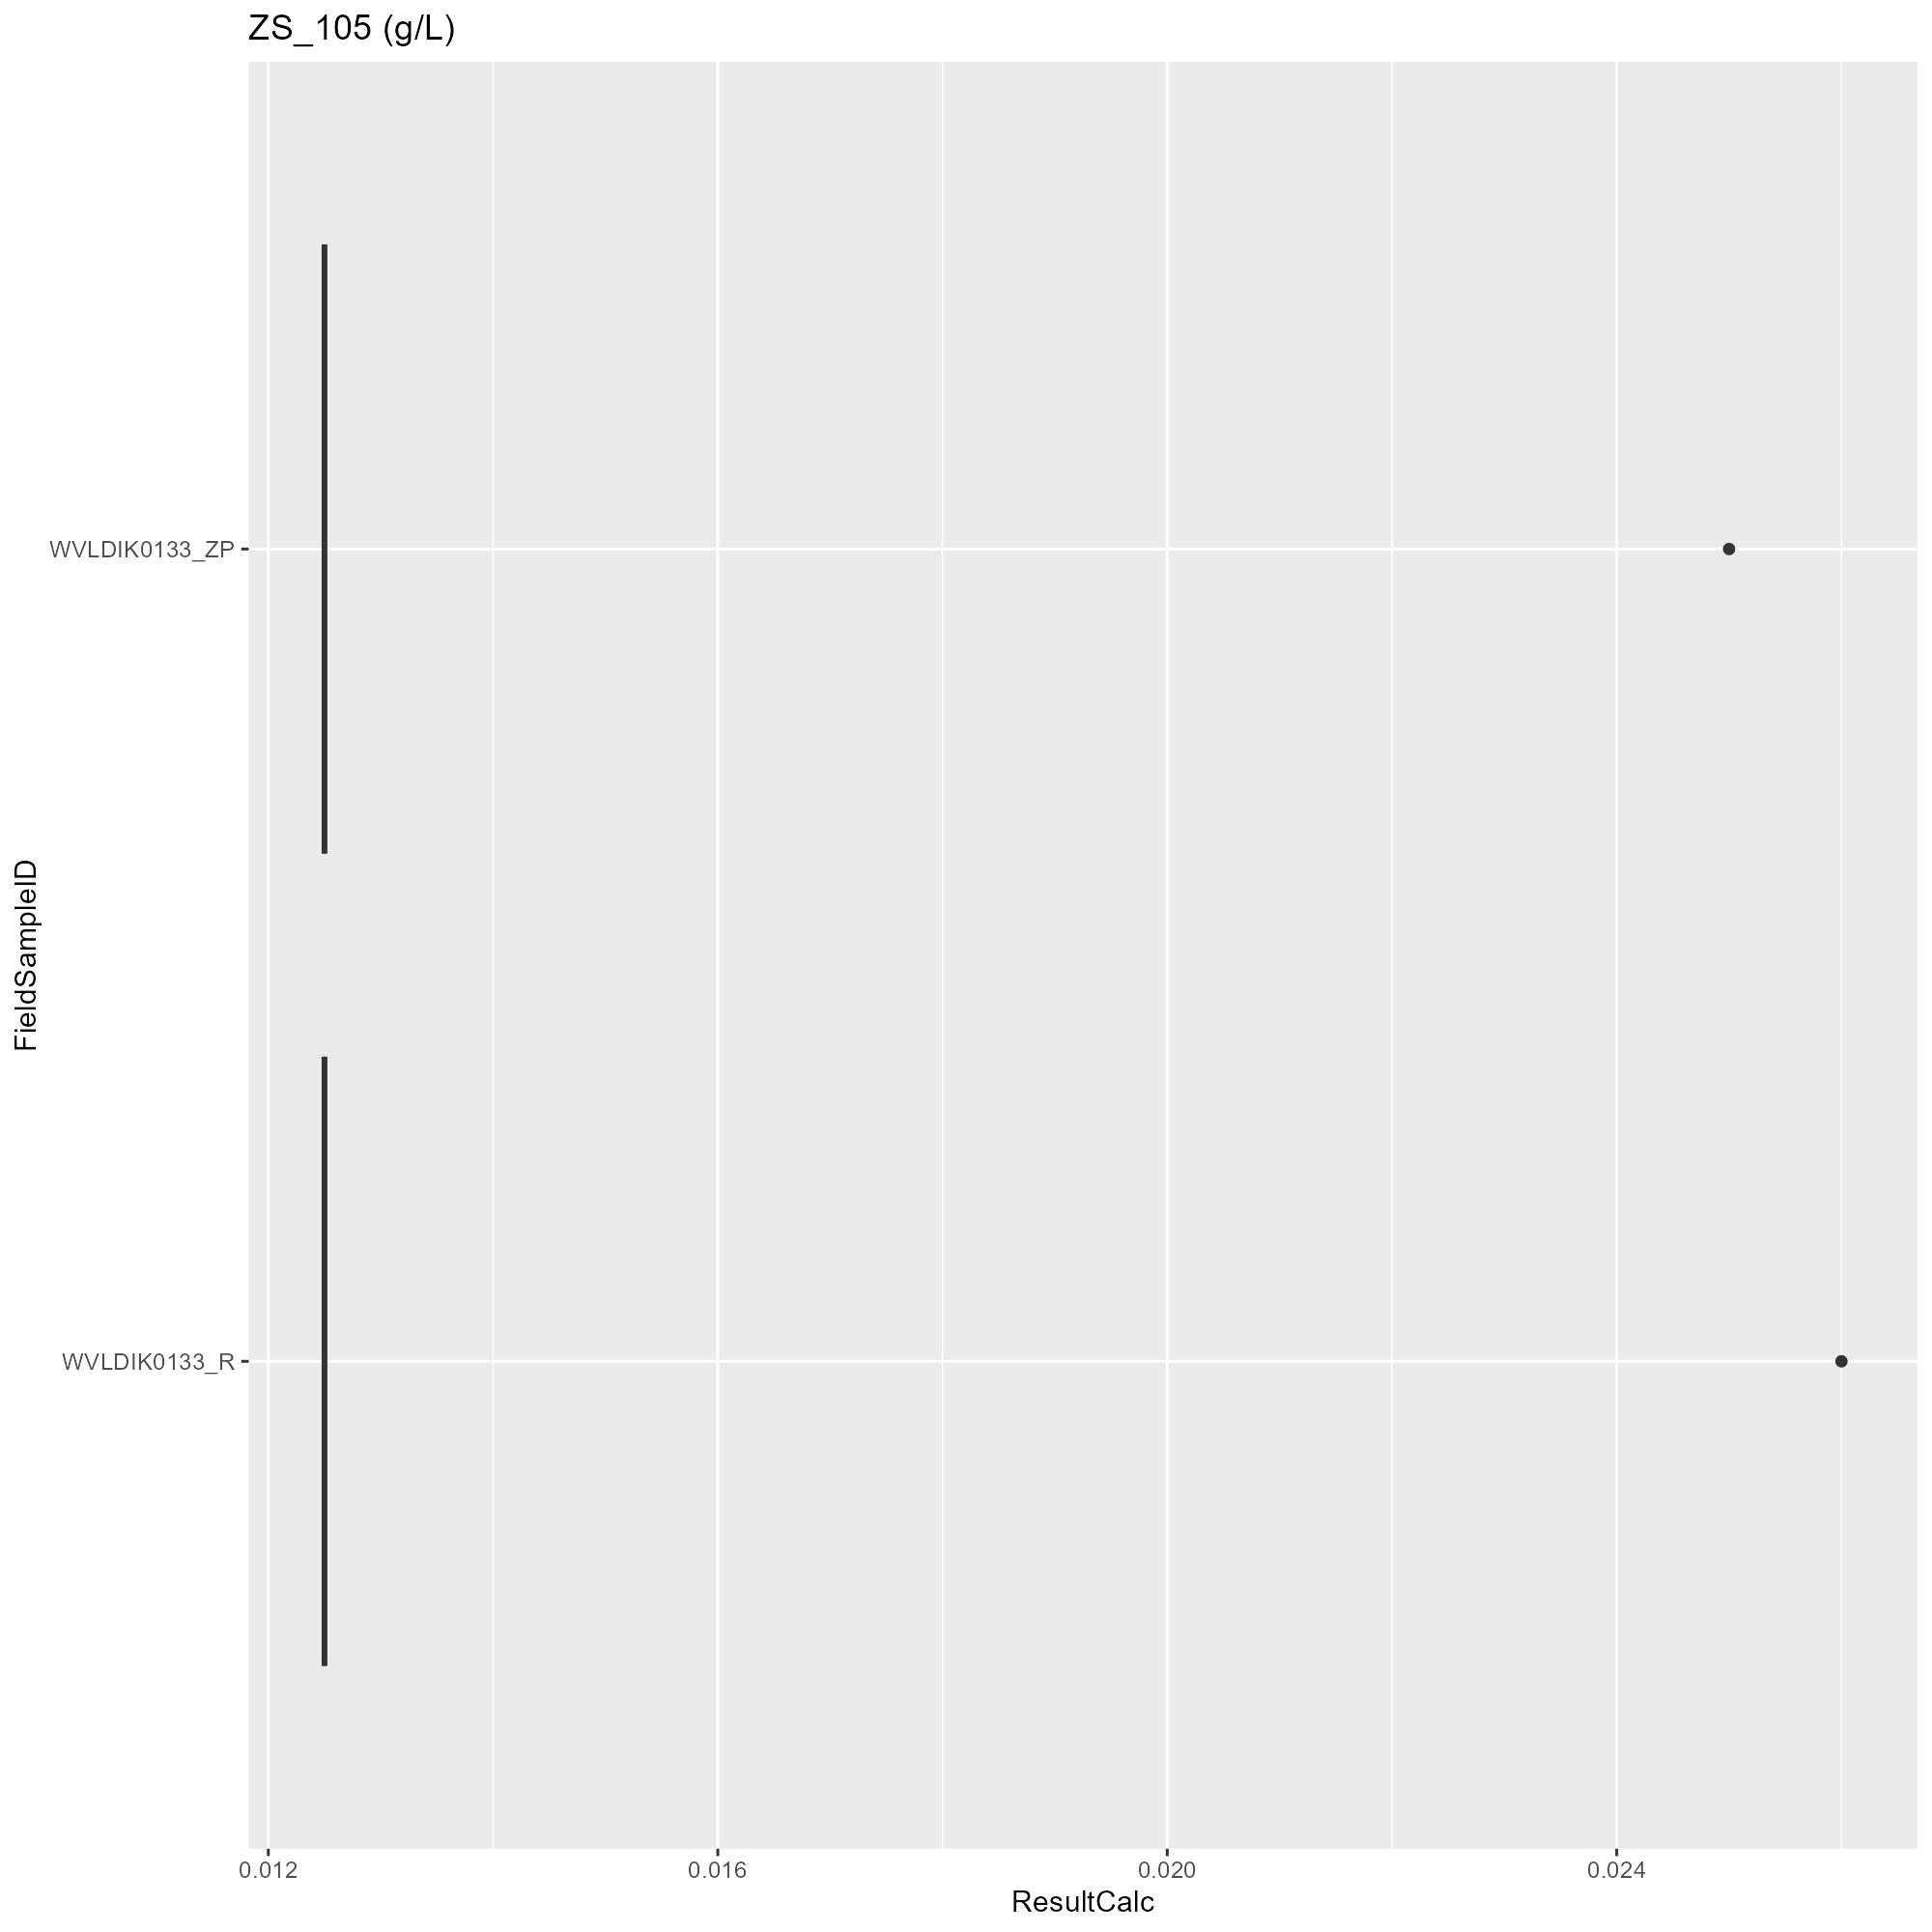 ZS_105 (g/L)
FieldSampleID
WVLDIK0133_ZP
WVLDIK0133_R
0.012
0.016
0.020
0.024
ResultCalc